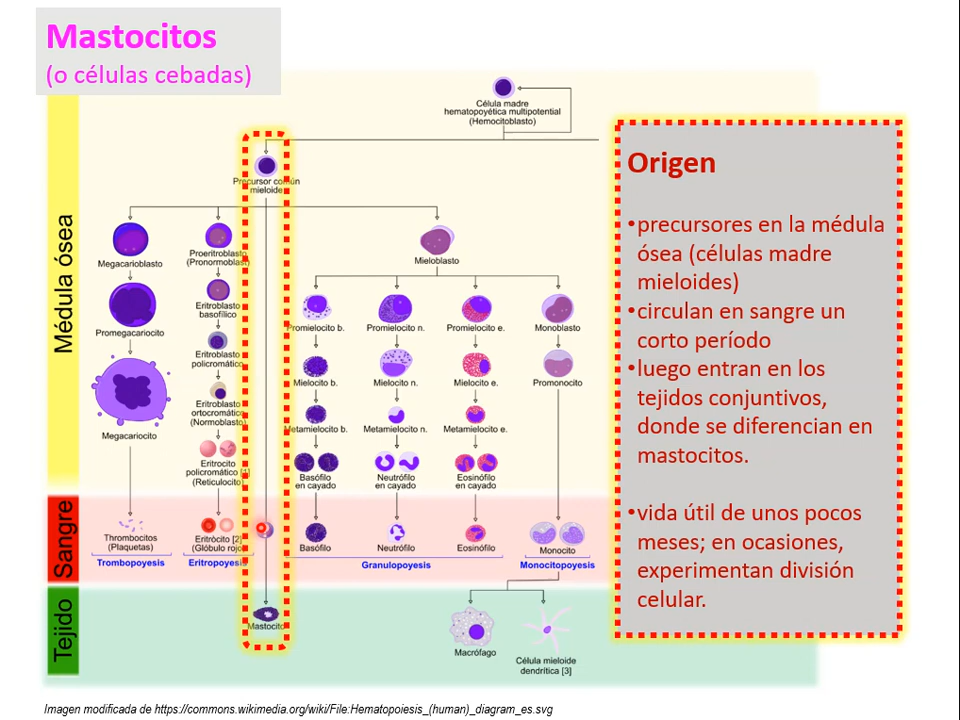 Mastocitos
(o células cebadas)
Célula madre
hematopoyética multipotential
(Hemocitoblasto)
Precursor común
mieloide
Médula ósea
Megacarioblasto
Proeritroblasto
(Pronormoblasto)
Mieloblasto
Promegacariocito
Eritroblasto
basofílico
Promielocito b.
Promielocito n.
Promielocito e.
Monoblasto
Eritroblasto
policromático
Mielocito b.
Mielocito n.
Mielocito e.
Promonocito
Megacariocito
Eritroblasto
ortocromático
(Normoblasto)
Metamielocito b.
Metamielocito n.
Metamielocito e.
Eritrocito
policromático [1]
(Reticulocito)
Basófilo
en cayado
Neutrófilo
en cayado
Eosinófilo
en cayado
Sangre
Thrombocitos
(Plaquetas)
Eritròcito [2]
(Glóbulo rojo)
Basófilo
Neutrófilo
Eosinófilo
Monocito
Trombopoyesis
Eritropoyesis
Granulopoyesis
Monocitopoyesis
Tejido
Mastocito
Macrófago
Célula mieloide
dendrítica [3]
Origen
•precursores en la médula
ósea (células madre
mieloides)
•circulan en sangre un
corto período
•luego entran en los
tejidos conjuntivos,
donde se diferencian en
mastocitos.
•vida útil de unos pocos
meses; en ocasiones,
experimentan división
celular.
Imagen modificada de https://commons.wikimedia.org/wiki/File:Hematopoiesis_(human)_diagram_es.svg